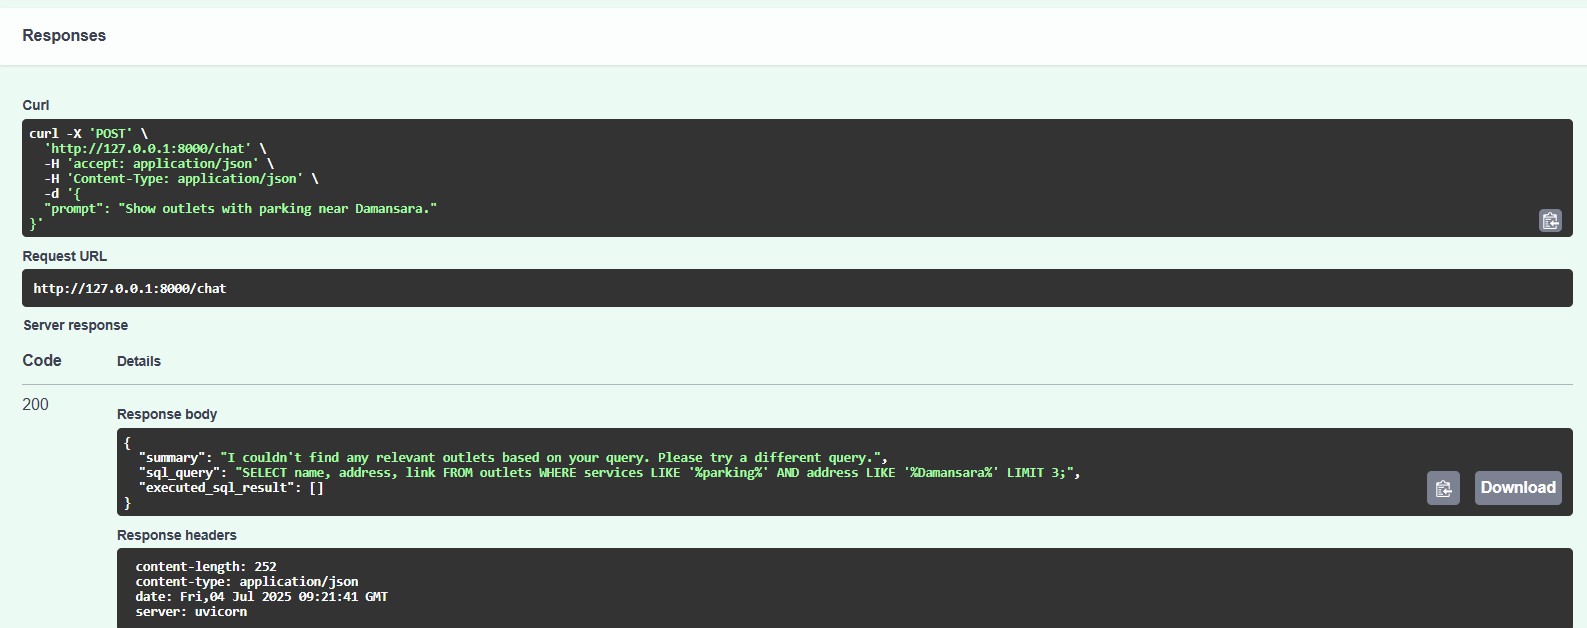 Responses
Curl
curl -X 'POST' \
'http://127.0.0.1:8000/chat' \
-H 'accept: application/json' \
-H 'Content-Type: application/json' \
-d '{
"prompt": "Show outlets with parking near Damansara."
}'
Request URL
http://127.0.0.1:8000/chat
Server response
Code Details
200
Response body
{
"summary": "I couldn't find any relevant outlets based on your query. Please try a different query.",
"sql_query": "SELECT name, address, link FROM outlets WHERE services LIKE '%parking%' AND address LIKE '%Damansara%' LIMIT 3;",
"executed_sql_result": []
}
Download
Response headers
content-length: 252
content-type: application/json
date: Fri,04 Jul 2025 09:21:41 GMT
server: uvicorn